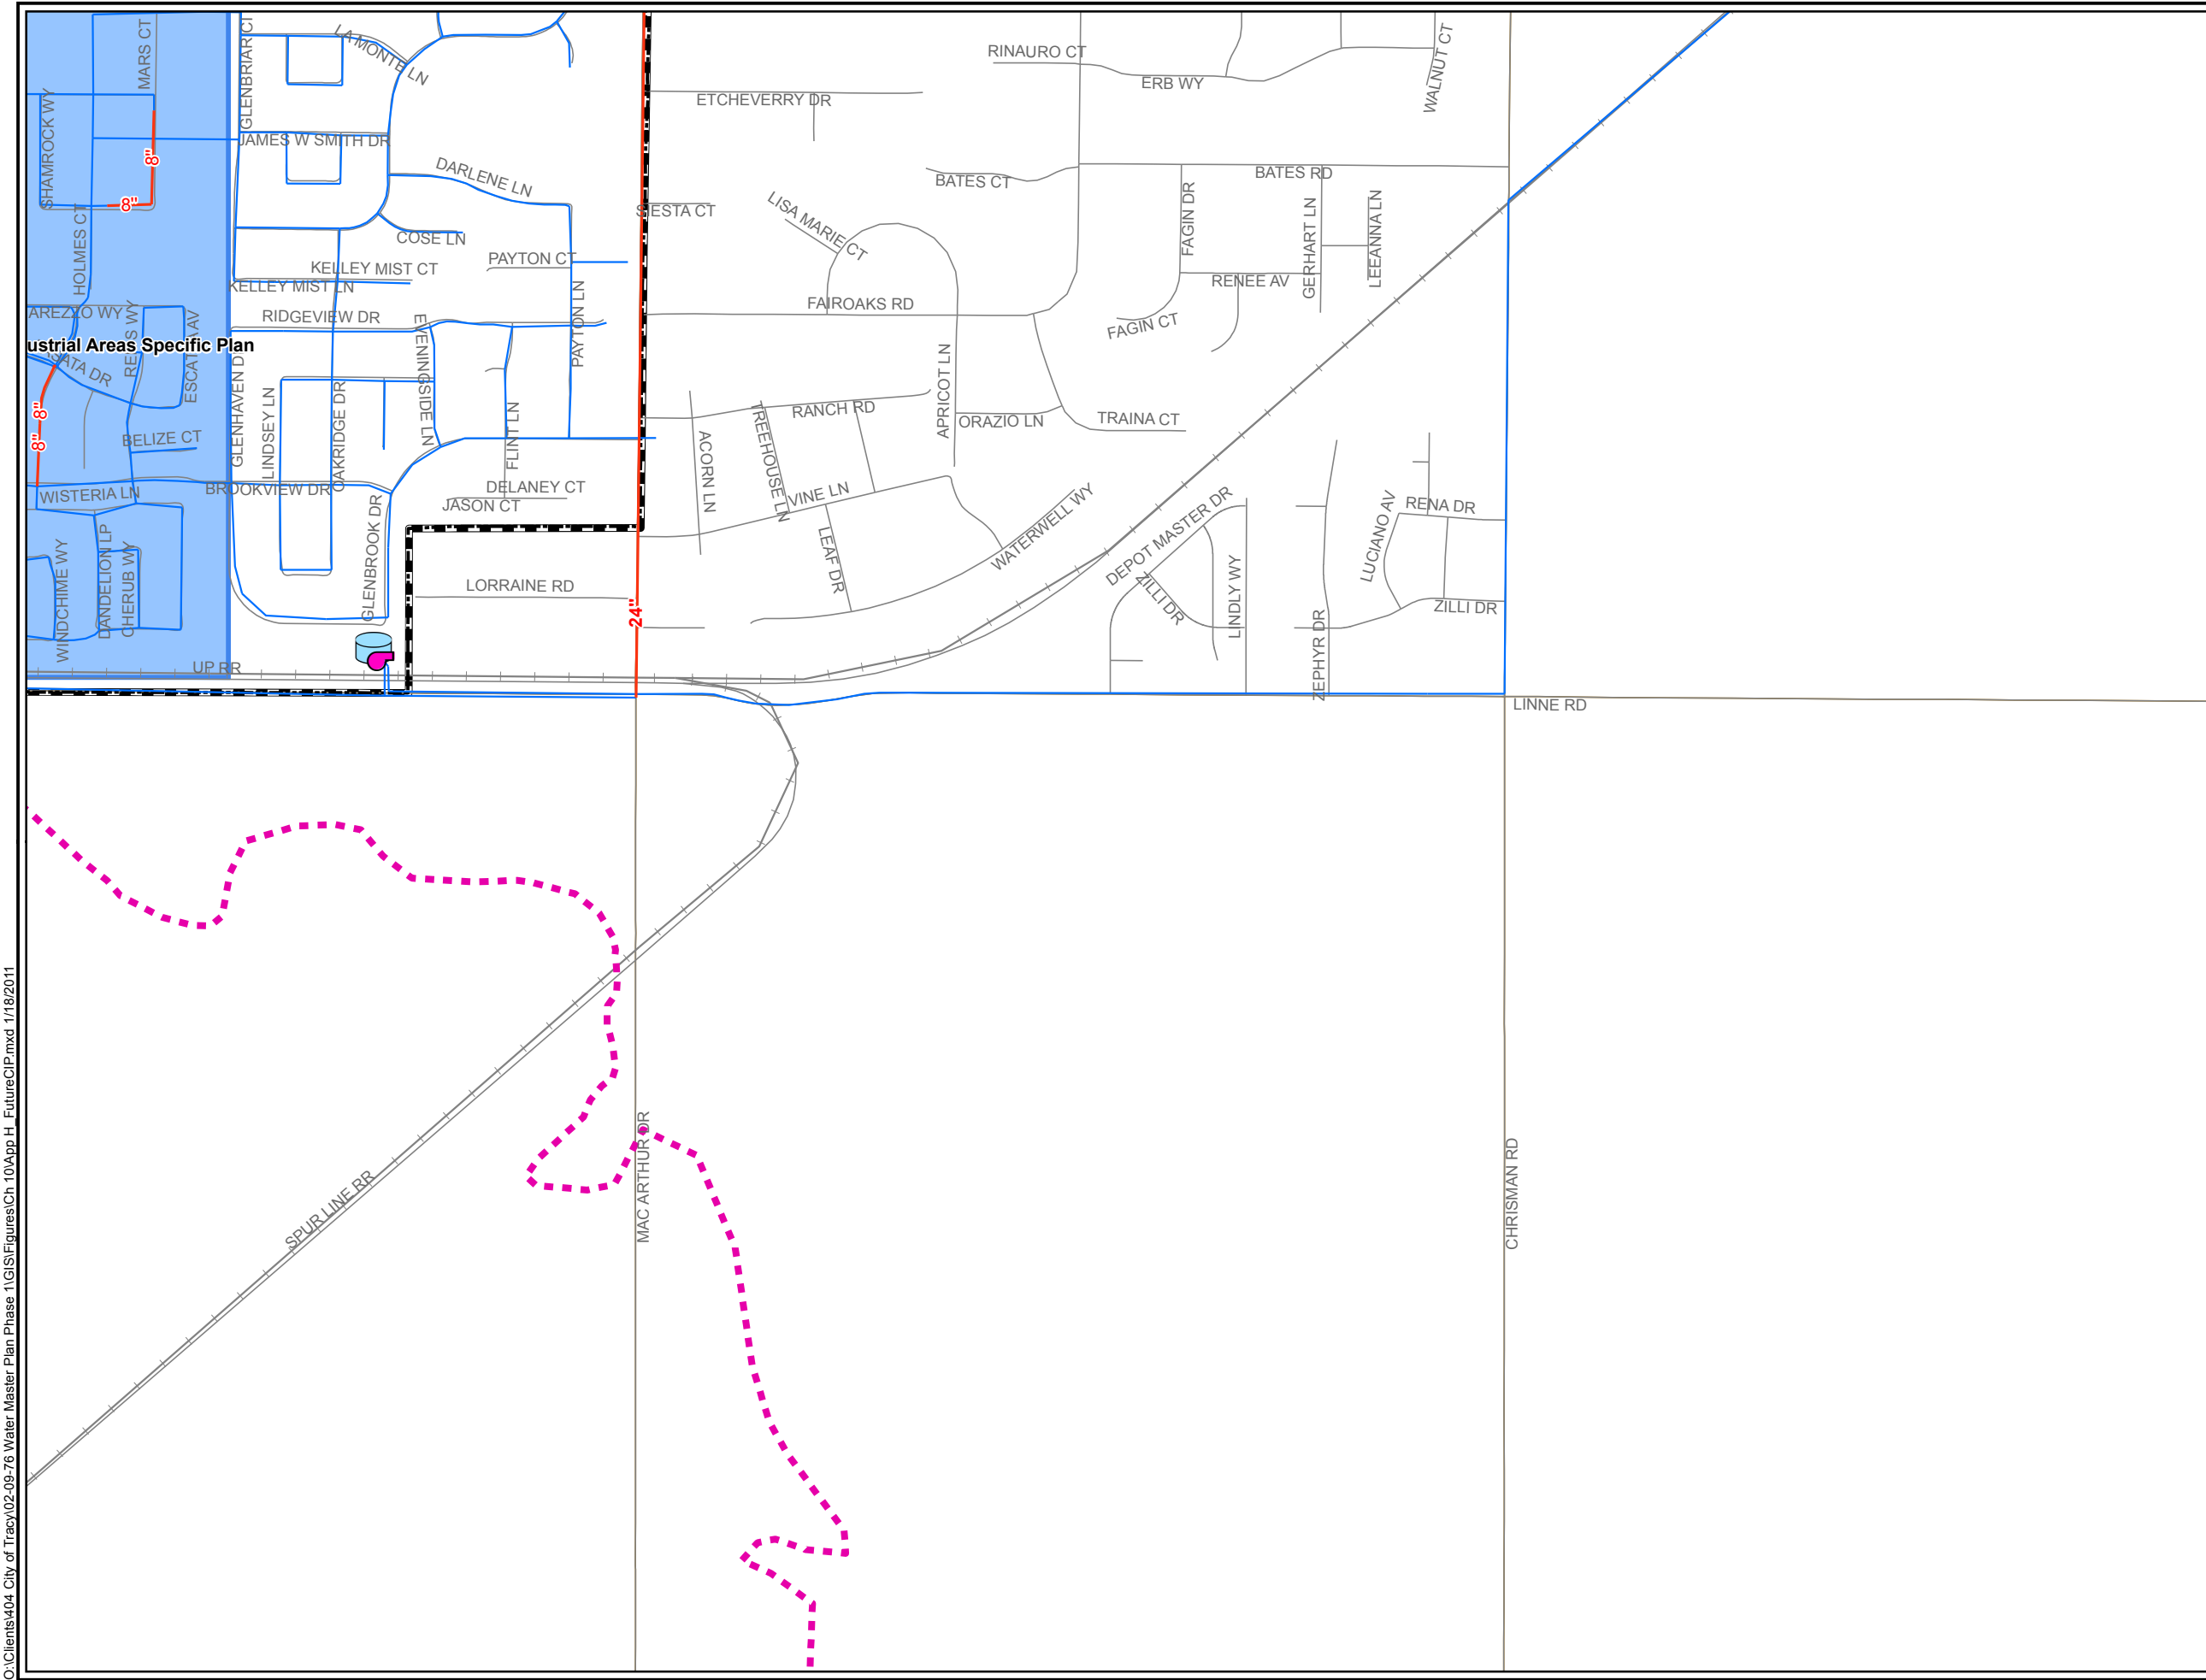 MARS CT
GLENBRIAR CT
LA MONTE LN
RINAURO CT
ERB WY
WALNUT CT
SHAMROCK WY
ETCHEVERRY DR
JAMES W SMITH DR
8"
8"
DARLENE LN
BATES CT
BATES RD
LISA MARIE CT
FAGIN DR
GERHART LN
LEEANNA LN
HOLMES CT
COSE LN
PAYTON CT
KELLEY MIST CT
KELLEY MIST LN
RENEE AV
AREZZO WY
RIDGEVIEW DR
PAYTON LN
FAIROAKS RD
FAGIN CT
ustrial Areas Specific Plan
GLENHAVEN DR
EVENINGSIDE LN
APRICOT LN
8"
8"
BELIZE CT
LINDSEY LN
OAKRIDGE DR
FLINT LN
ACORN LN
TREEHOUSE LN
RANCH RD
ORAZIO LN
TRAINA CT
WISTERIA LN
BROOKVIEW DR
DELANEY CT
JASON CT
VINE LN
WATERWELL WY
DEPOT MASTER DR
LUCIANO AV
RENA DR
WINDCHIME WY
DANDELION LP
CHERUB WY
GLENBROOK DR
LORRAINE RD
24"
LEAF DR
ZILLI DR
LINDLY WY
ZEPHYR DR
ZILLI DR
UP RR
LINNE RD
MAC ARTHUR DR
CHRISMAN RD
SPUR LINE RR
O:\Clients\404 City of Tracy\02-09-76 Water Master Plan Phase 1\GIS\Figures\Ch 10\App H_ FutureCIP.mxd 1/18/2011